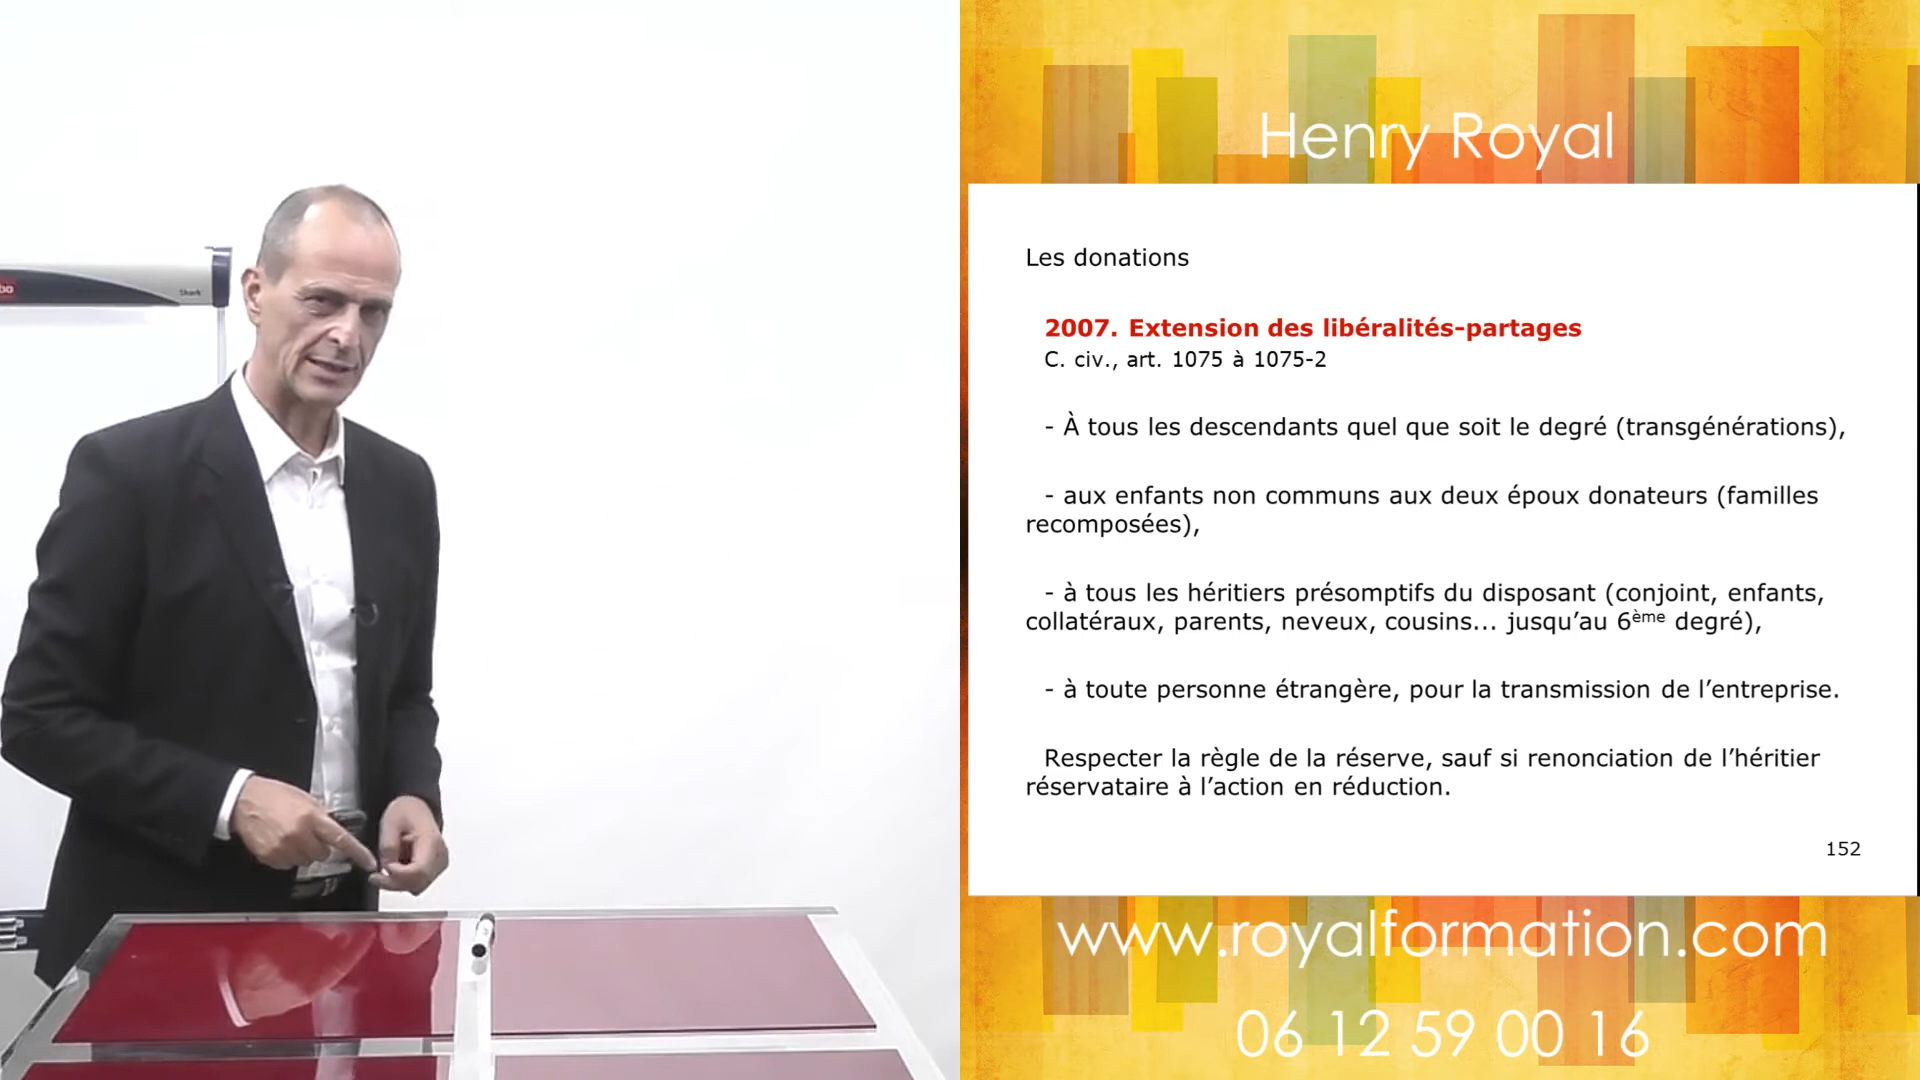 Henry Royal
Les donations
2007. Extension des libéralités-partages
C. civ., art. 1075 à 1075-2
- À tous les descendants quel que soit le degré (transgénérations),
- aux enfants non communs aux deux époux donateurs (familles
recomposées),
- à tous les héritiers présomptifs du disposant (conjoint, enfants,
collatéraux, parents, neveux, cousins... jusqu’au 6ème degré),
- à toute personne étrangère, pour la transmission de l’entreprise.
Respecter la règle de la réserve, sauf si renonciation de l’héritier
réservataire à l’action en réduction.
152
www.royalformation.com
06 12 59 00 16
Shark